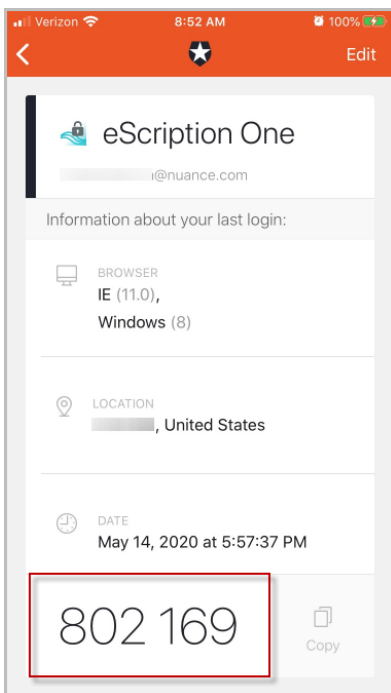 Verizon 8:52 AM 100%
Edit
eScription One
@nuance.com
Information about your last login:
BROWSER
IE (11.0),
Windows (8)
LOCATION
, United States
DATE
May 14, 2020 at 5:57:37 PM
802 169
Copy